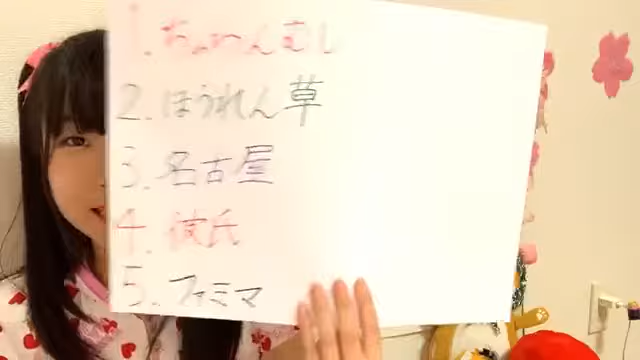 1. ちゃわんむし
2. ほうれん草
3. 名古屋
4. 彼氏
5. ファミマ